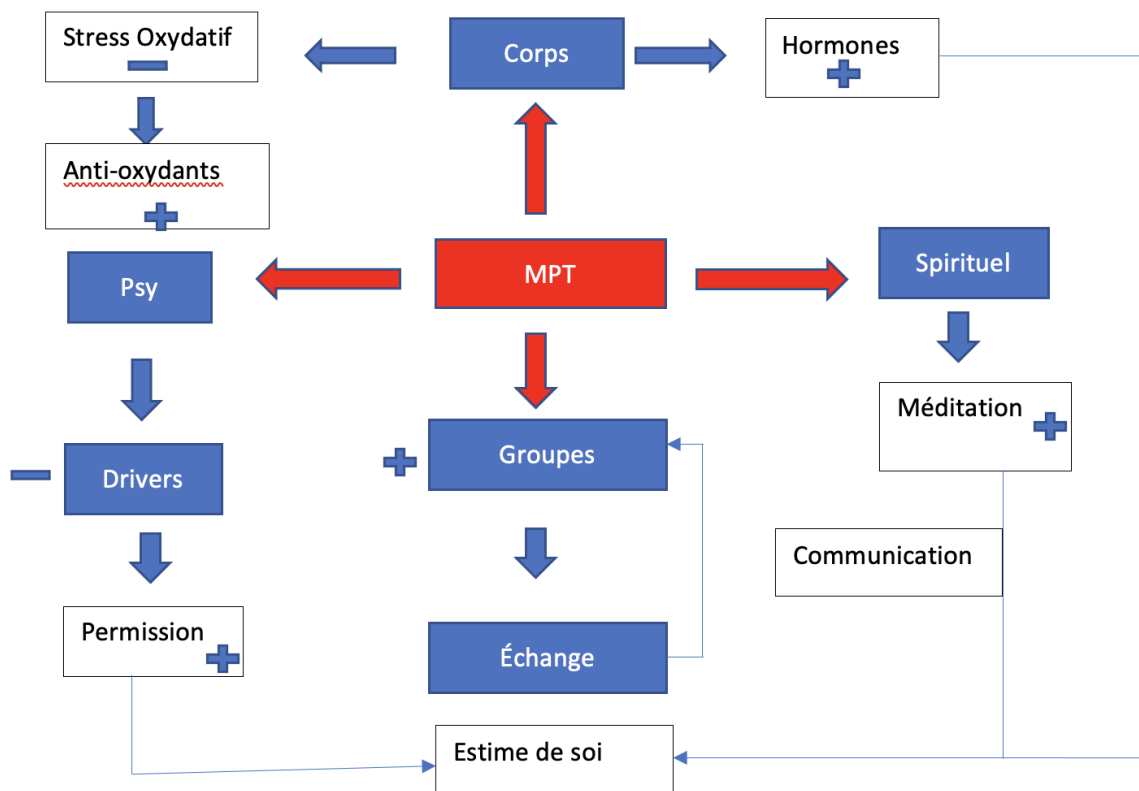 Stress Oxydatif
Corps
Hormones
Anti-oxydants
MPT
Spirituel
Psy
Méditation
Drivers
Groupes
Communication
Permission
Échange
Estime de soi